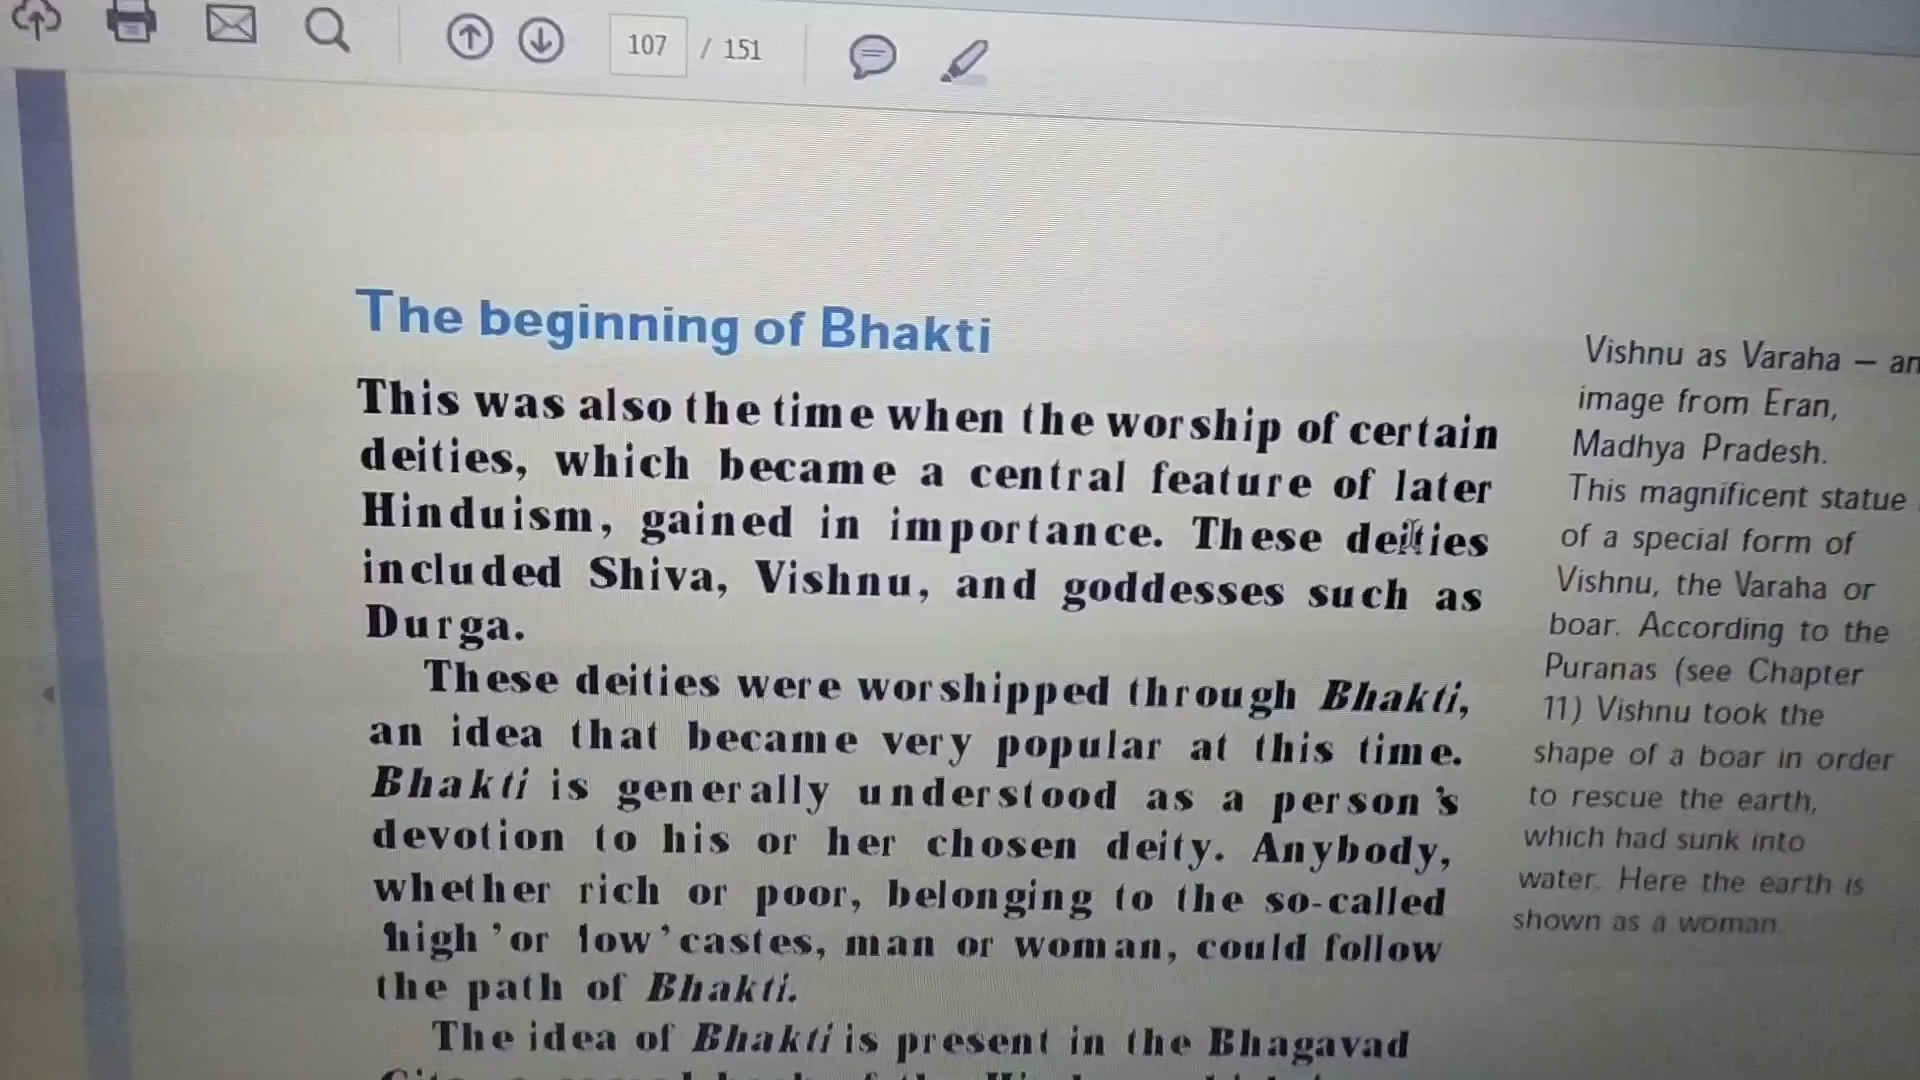 107 / 151
The beginning of Bhakti
This was also the time when the worship of certain
deities, which became a central feature of later
Hinduism, gained in importance. These deities
included Shiva, Vishnu, and goddesses such as
Durga.
These deities were worshipped through Bhakti,
an idea that became very popular at this time.
Bhakti is generally understood as a person's
devotion to his or her chosen deity. Anybody,
whether rich or poor, belonging to the so-called
high' or low' castes, man or woman, could follow
the path of Bhakti.
The idea of Bhakti is present in the Bhagavad
Vishnu as Varaha – an
image from Eran,
Madhya Pradesh.
This magnificent statue
of a special form of
Vishnu, the Varaha or
boar. According to the
Puranas (see Chapter
11) Vishnu took the
shape of a boar in order
to rescue the earth,
which had sunk into
water. Here the earth is
shown as a woman.